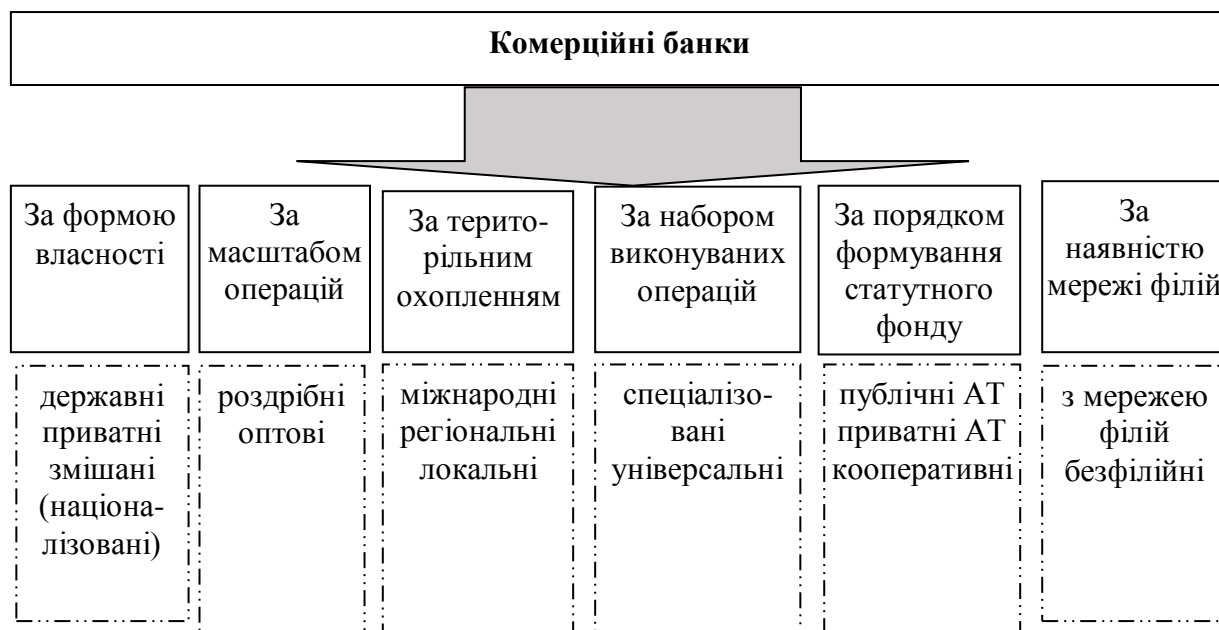 Комерційні банки
За формою
власності
За
масштабом
операцій
За терито-
рільним
охопленням
За набором
виконуваних
операцій
За порядком
формування
статутного
фонду
За
наявністю
мережі філій
державні
приватні
змішані
(націона-
лізовані)
роздрібні
оптові
міжнародні
регіональні
локальні
спеціалізо-
вані
універсальні
публічні АТ
приватні АТ
кооперативні
з мережею
філій
безфілійні